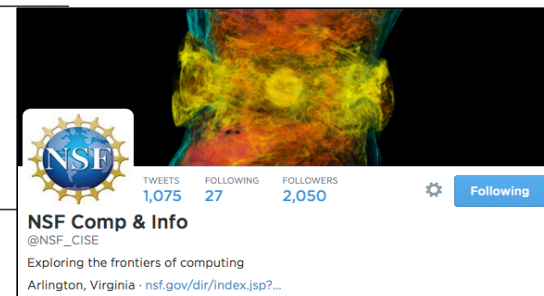 NSF
TWEETS FOLLOWING FOLLOWERS
1,075 27 2,050
Following
NSF Comp & Info
@NSF_CISE
Exploring the frontiers of computing
Arlington, Virginia · nsf.gov/dir/index.jsp?...